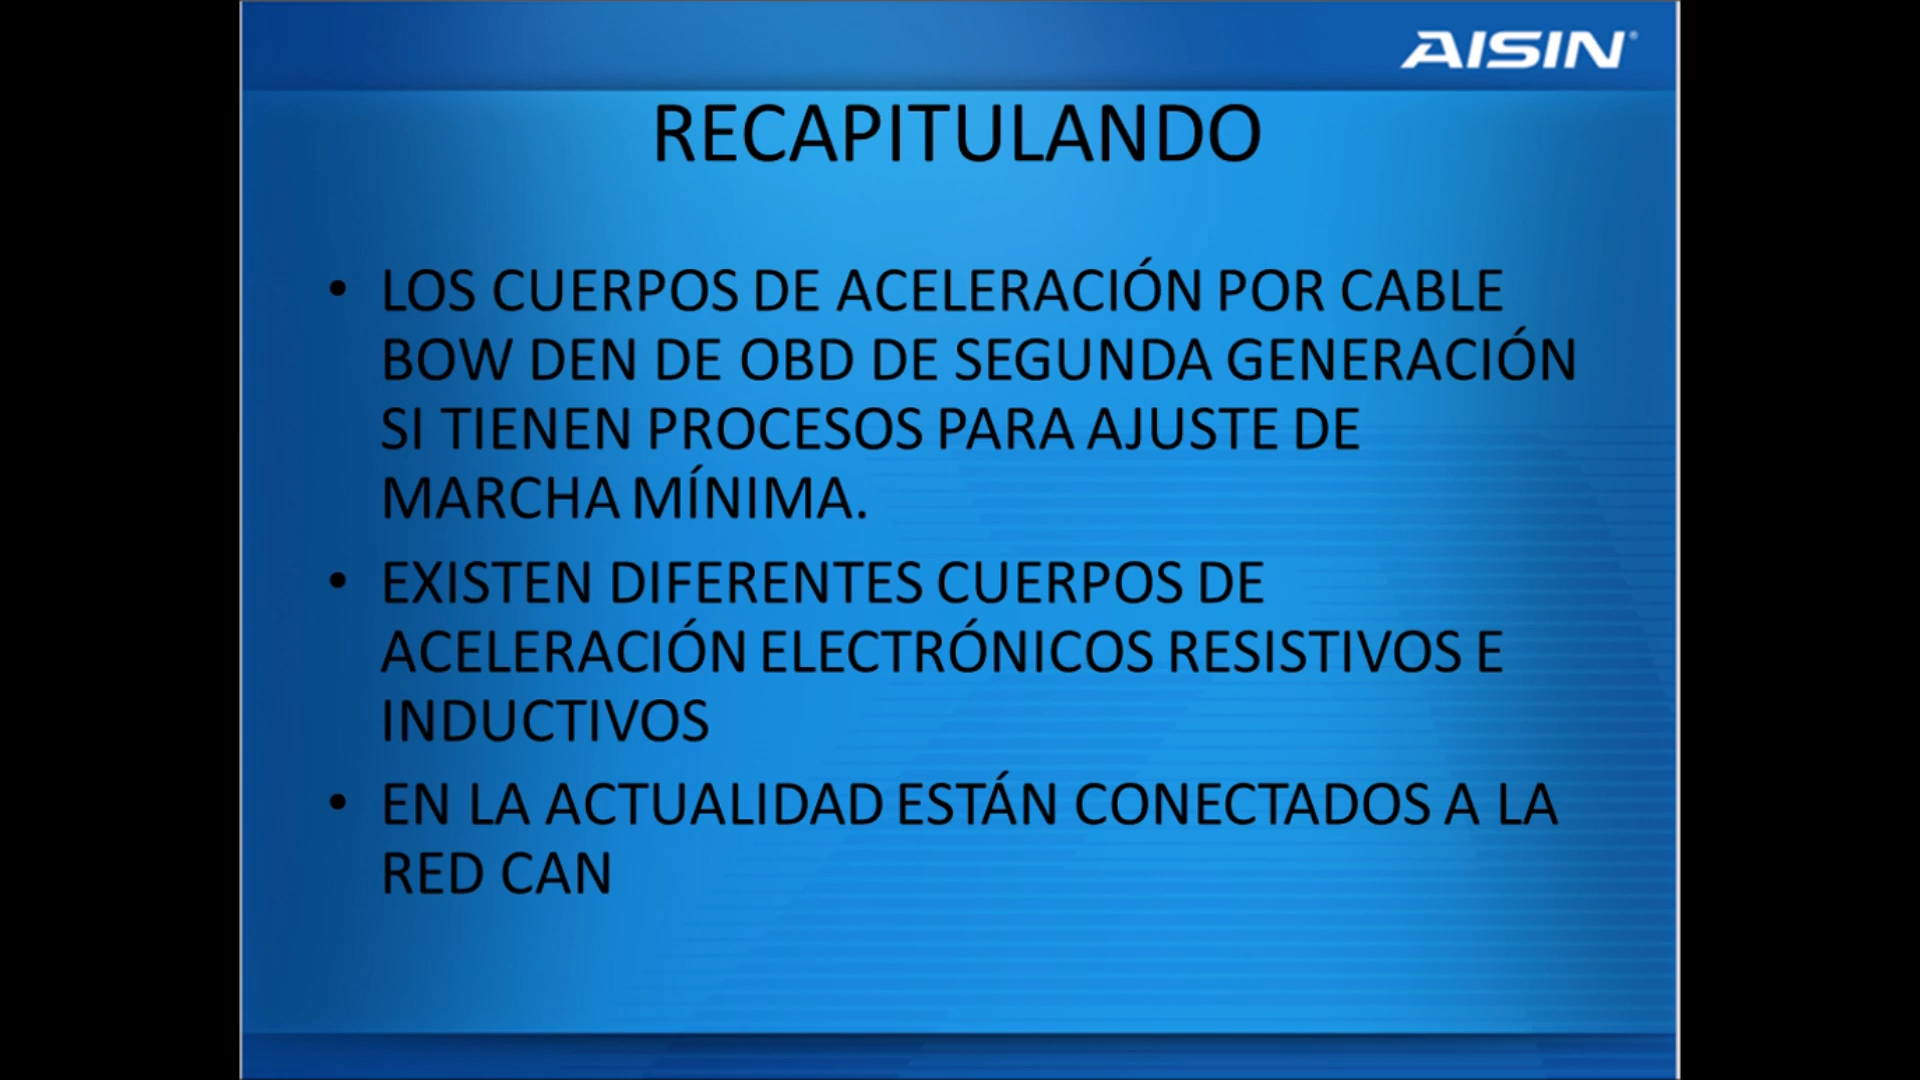 AISIN®
RECAPITULANDO
• LOS CUERPOS DE ACELERACIÓN POR CABLE
BOW DEN DE OBD DE SEGUNDA GENERACIÓN
SI TIENEN PROCESOS PARA AJUSTE DE
MARCHA MÍNIMA.
• EXISTEN DIFERENTES CUERPOS DE
ACELERACIÓN ELECTRÓNICOS RESISTIVOS E
INDUCTIVOS
• EN LA ACTUALIDAD ESTÁN CONECTADOS A LA
RED CAN